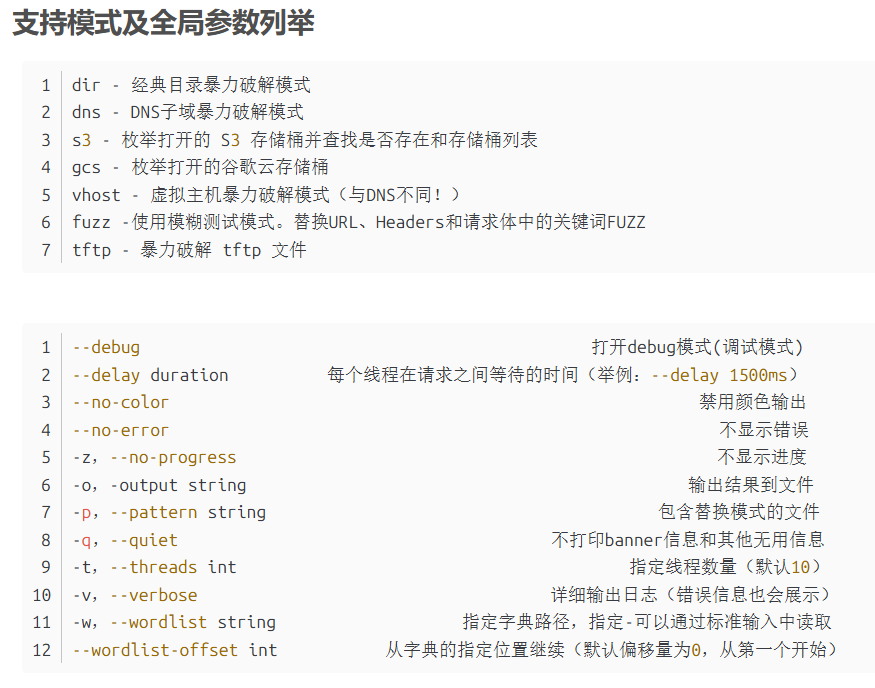 支持模式及全局参数列举
1 dir - 经典目录暴力破解模式
2 dns - DNS子域暴力破解模式
3 s3 - 枚举打开的 S3 存储桶并查找是否存在和存储桶列表
4 gcs - 枚举打开的谷歌云存储桶
5 vhost - 虚拟主机暴力破解模式（与DNS不同！）
6 fuzz -使用模糊测试模式。替换URL、Headers和请求体中的关键词FUZZ
7 tftp - 暴力破解 tftp 文件
1 --debug 打开debug模式(调试模式)
2 --delay duration 每个线程在请求之间等待的时间（举例：--delay 1500ms）
3 --no-color 禁用颜色输出
4 --no-error 不显示错误
5 -z, --no-progress 不显示进度
6 -o, -output string 输出结果到文件
7 -p, --pattern string 包含替换模式的文件
8 -q, --quiet 不打印banner信息和其他无用信息
9 -t, --threads int 指定线程数量（默认10）
10 -v, --verbose 详细输出日志（错误信息也会展示）
11 -w, --wordlist string 指定字典路径，指定-可以通过标准输入中读取
12 --wordlist-offset int 从字典的指定位置继续（默认偏移量为0，从第一个开始）